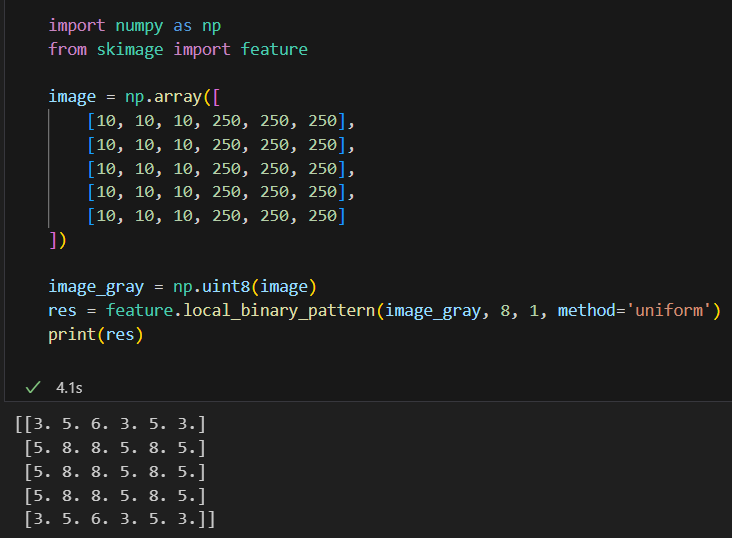 import numpy as np
from skimage import feature
image = np.array([
[10, 10, 10, 250, 250, 250],
[10, 10, 10, 250, 250, 250],
[10, 10, 10, 250, 250, 250],
[10, 10, 10, 250, 250, 250],
[10, 10, 10, 250, 250, 250]
])
image_gray = np.uint8(image)
res = feature.local_binary_pattern(image_gray, 8, 1, method='uniform')
print(res)
✓ 4.1s
[[3. 5. 6. 3. 5. 3.]
[5. 8. 8. 5. 8. 5.]
[5. 8. 8. 5. 8. 5.]
[5. 8. 8. 5. 8. 5.]
[3. 5. 6. 3. 5. 3.]]